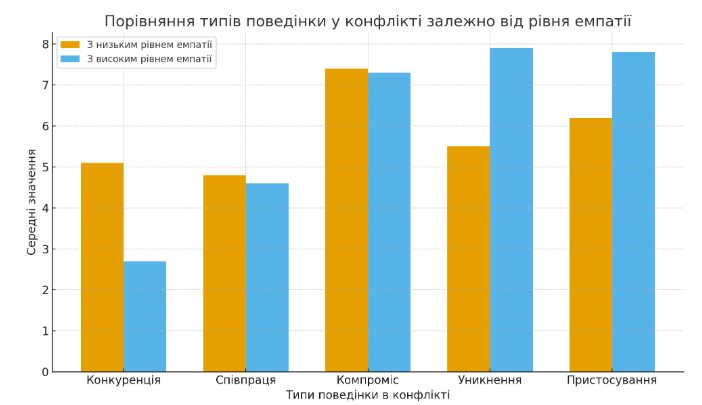 Порівняння типів поведінки у конфлікті залежно від рівня емпатії
З низьким рівнем емпатії
З високим рівнем емпатії
Середні значення
8
7
6
5
4
3
2
1
0
Конкуренція Співпраця Компроміс Уникнення Пристосування
Типи поведінки в конфлікті